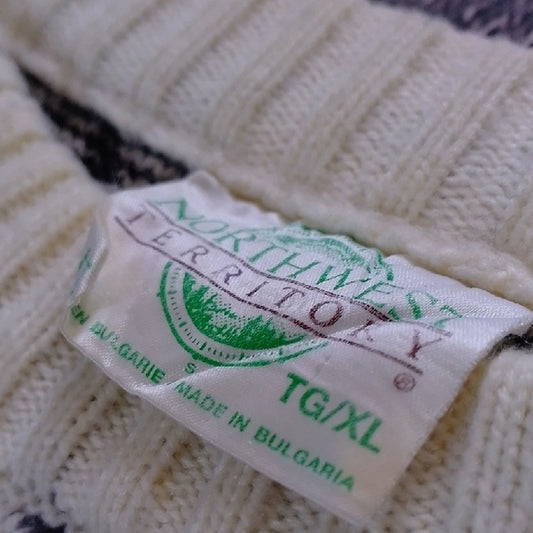 NORTHWEST
TERRITORY ®
TG/XL
EN BULGARIE MADE IN BULGARIA